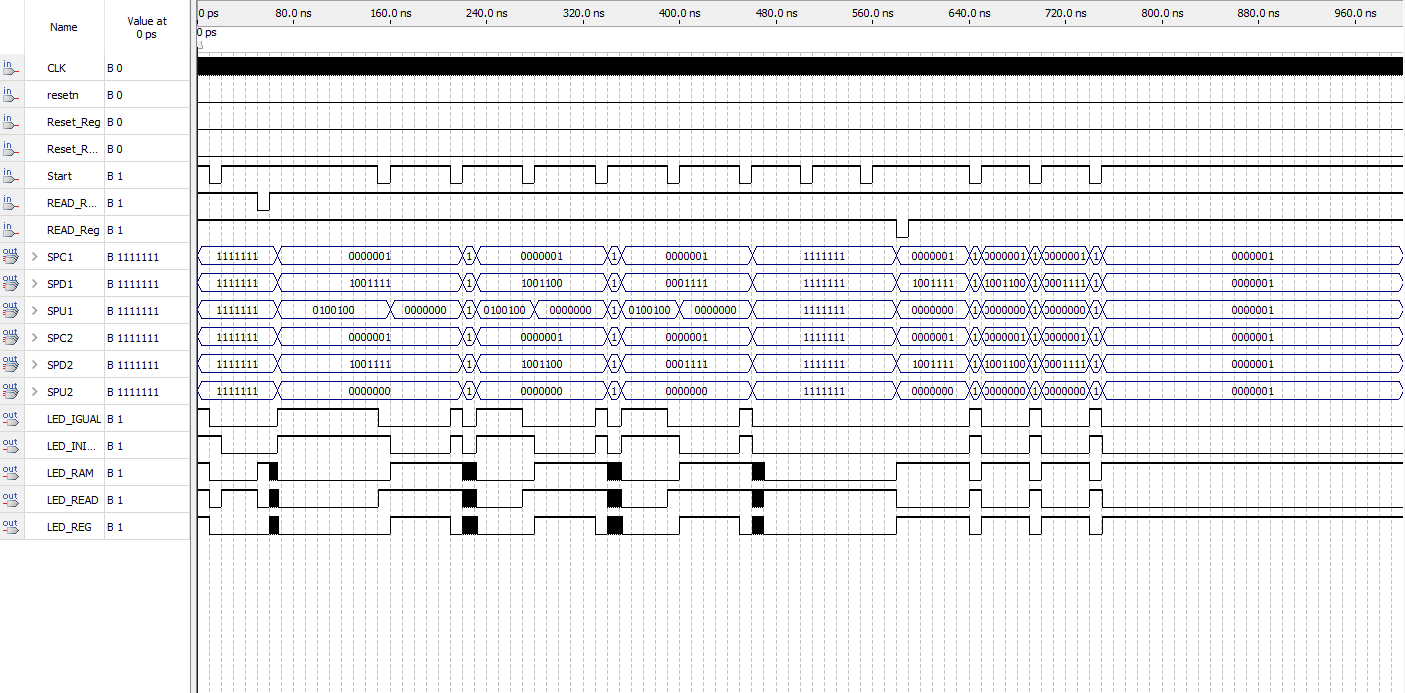 0 ps 80.0 ns 160.0 ns 240.0 ns 320.0 ns 400.0 ns 480.0 ns 560.0 ns 640.0 ns 720.0 ns 800.0 ns 880.0 ns 960.0 ns
Name Value at
0 ps
0 ps
in CLK B 0
in resetn B 0
in Reset_Reg B 0
in Reset_R... B 0
in Start B 1
in READ_R... B 1
in READ_Reg B 1
out SPC1 B 1111111 1111111 0000001 1 0000001 1 0000001 1111111 0000001 1 0000001 1 0000001 1 0000001
out SPD1 B 1111111 1111111 1001111 1 1001100 1 0001111 1111111 1001111 1 1001100 1 0001111 1 0000001
out SPU1 B 1111111 1111111 0100100 0000000 1 0100100 0000000 1 0100100 0000000 1111111 0000000 1 0000000 1 0000000 1 0000001
out SPC2 B 1111111 1111111 0000001 1 0000001 1 0000001 1111111 0000001 1 0000001 1 0000001 1 0000001
out SPD2 B 1111111 1111111 1001111 1 1001100 1 0001111 1111111 1001111 1 1001100 1 0001111 1 0000001
out SPU2 B 1111111 1111111 0000000 1 0000000 1 0000000 1111111 0000000 1 0000000 1 0000000 1 0000001
out LED_IGUAL B 1
out LED_INI... B 1
out LED_RAM B 1
out LED_READ B 1
out LED_REG B 1